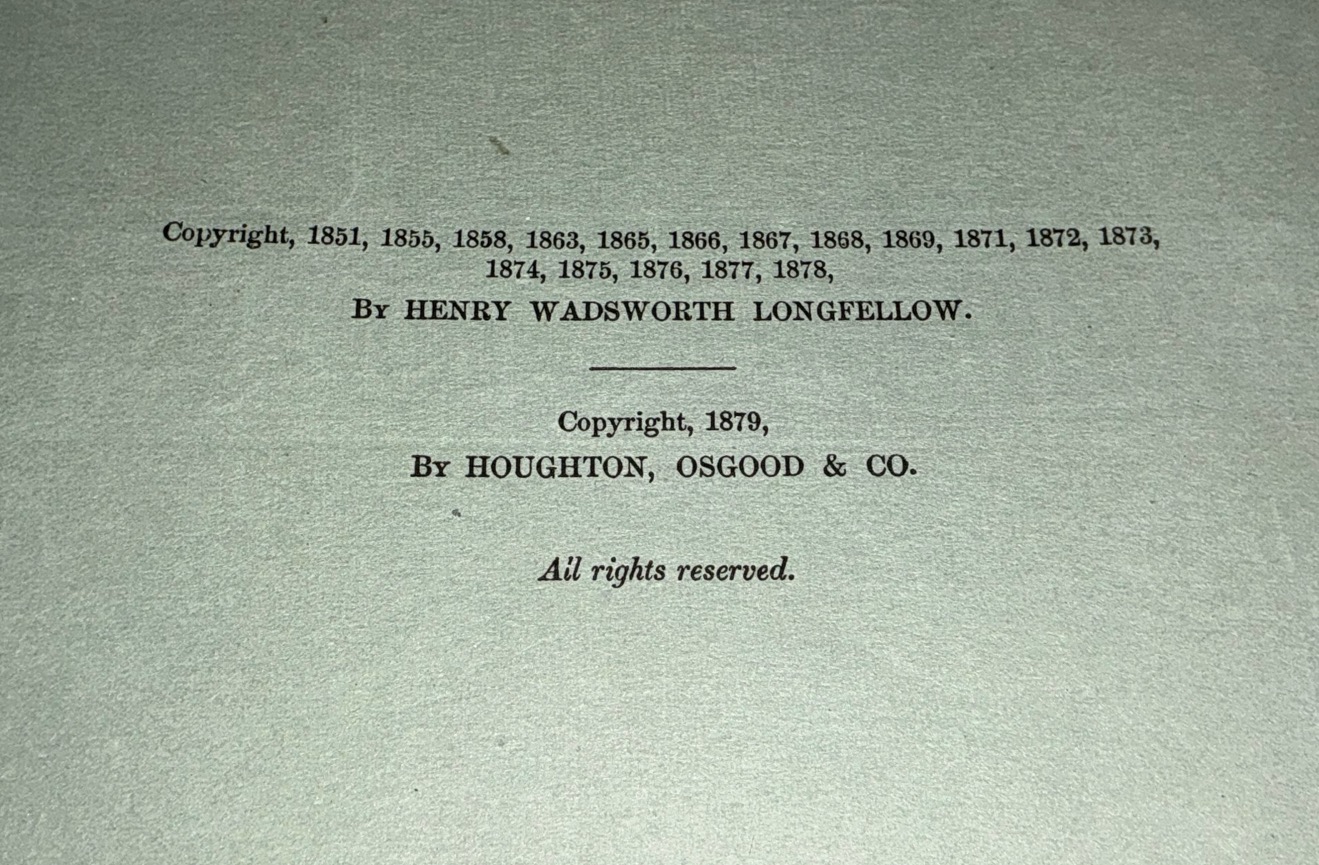 Copyright, 1851, 1855, 1858, 1863, 1865, 1866, 1867, 1868, 1869, 1871, 1872, 1873,
1874, 1875, 1876, 1877, 1878,
By HENRY WADSWORTH LONGFELLOW.
Copyright, 1879,
By HOUGHTON, OSGOOD & CO.
All rights reserved.